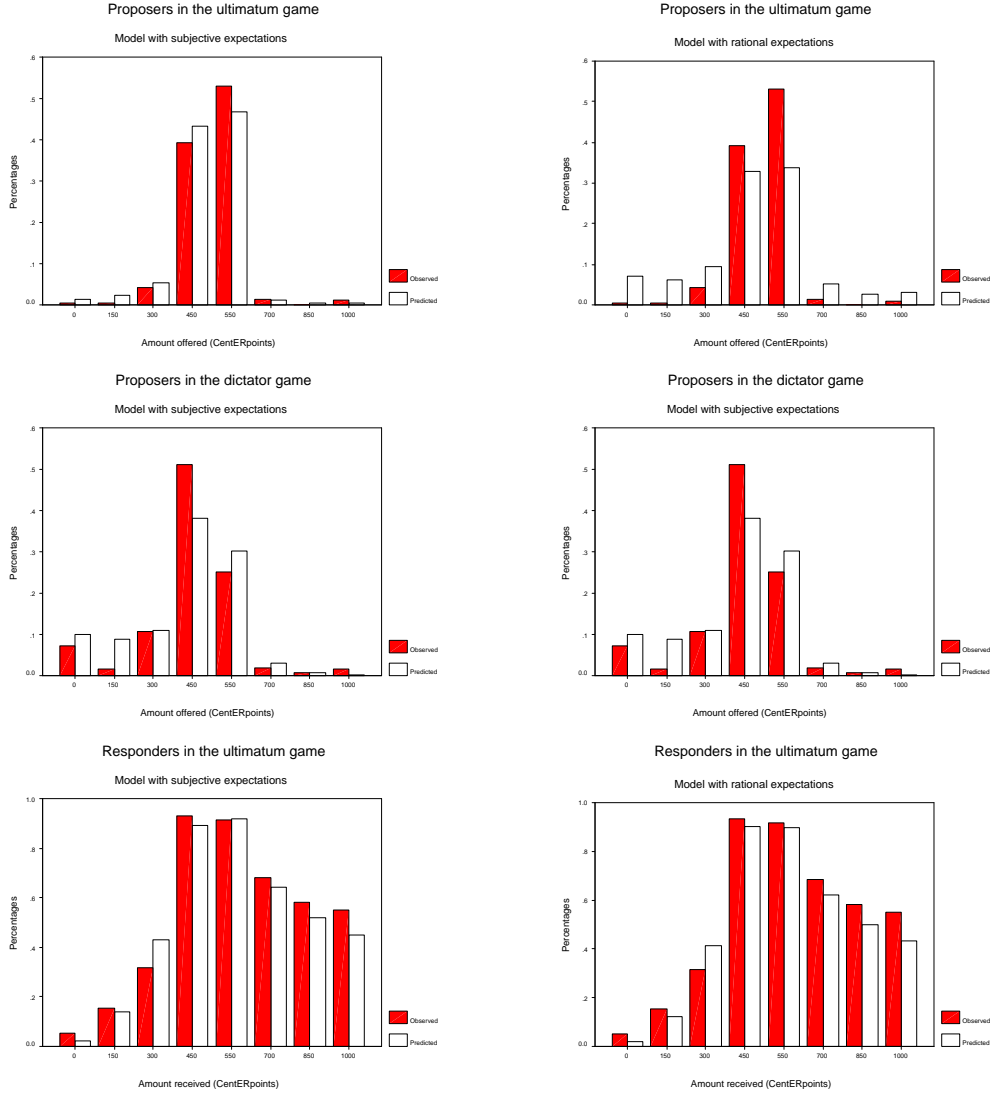 Proposers in the ultimatum game
Model with subjective expectations
Percentages
.6
.5
.4
.3
.2
.1
0.0
0 150 300 450 550 700 850 1000
Amount offered (CentERpoints)
Observed
Predicted
Proposers in the ultimatum game
Model with rational expectations
Percentages
.6
.5
.4
.3
.2
.1
0.0
0 150 300 450 550 700 850 1000
Amount offered (CentERpoints)
Observed
Predicted
Proposers in the dictator game
Model with subjective expectations
Percentages
.6
.5
.4
.3
.2
.1
0.0
0 150 300 450 550 700 850 1000
Amount offered (CentERpoints)
Observed
Predicted
Proposers in the dictator game
Model with subjective expectations
Percentages
.6
.5
.4
.3
.2
.1
0.0
0 150 300 450 550 700 850 1000
Amount offered (CentERpoints)
Observed
Predicted
Responders in the ultimatum game
Model with subjective expectations
Percentages
1.0
.8
.6
.4
.2
0.0
0 150 300 450 550 700 850 1000
Amount received (CentERpoints)
Observed
Predicted
Responders in the ultimatum game
Model with rational expectations
Percentages
1.0
.8
.6
.4
.2
0.0
0 150 300 450 550 700 850 1000
Amount received (CentERpoints)
Observed
Predicted